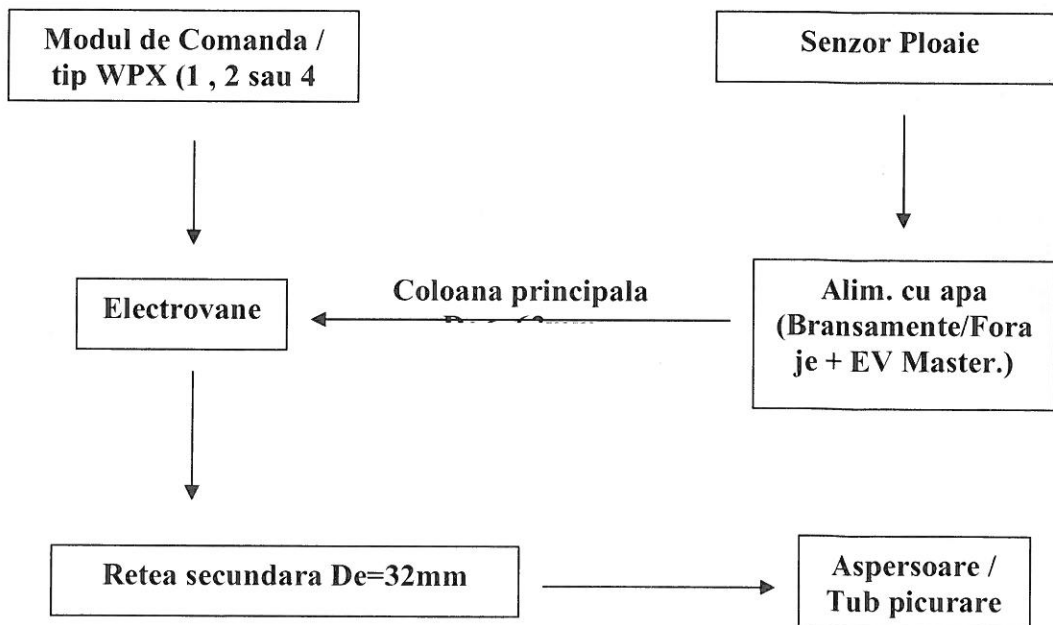 Modul de Comanda /
tip WPX (1 , 2 sau 4
Senzor Ploaie
Electrovane
Coloana principala
Alim. cu apa
(Bransamente/Fora
je + EV Master.)
Retea secundara De=32mm
Aspersoare /
Tub picurare